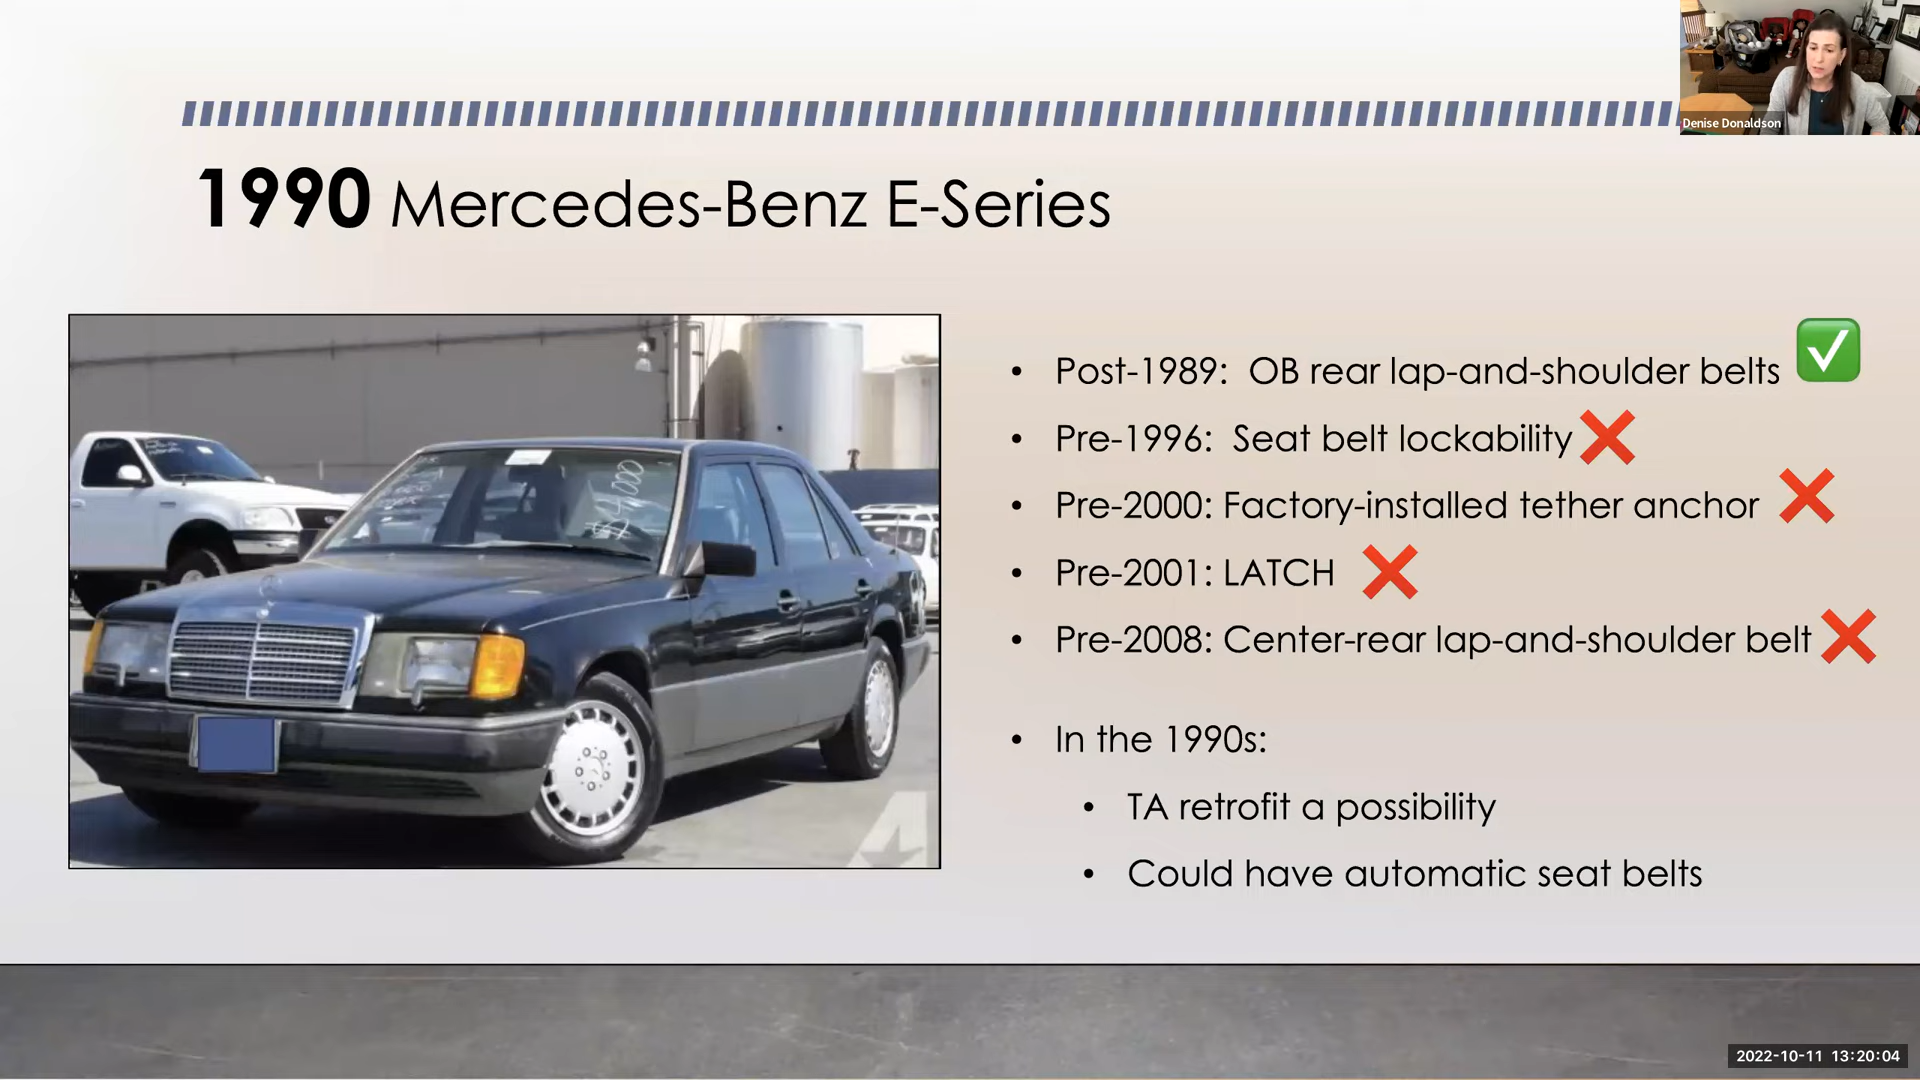 Denise Donaldson
1990 Mercedes-Benz E-Series
$4,000
• Post-1989:  OB rear lap-and-shoulder belts ✅
• Pre-1996:  Seat belt lockability ❌
• Pre-2000: Factory-installed tether anchor ❌
• Pre-2001: LATCH ❌
• Pre-2008: Center-rear lap-and-shoulder belt ❌
• In the 1990s:
• TA retrofit a possibility
• Could have automatic seat belts
2022-10-11 13:20:04